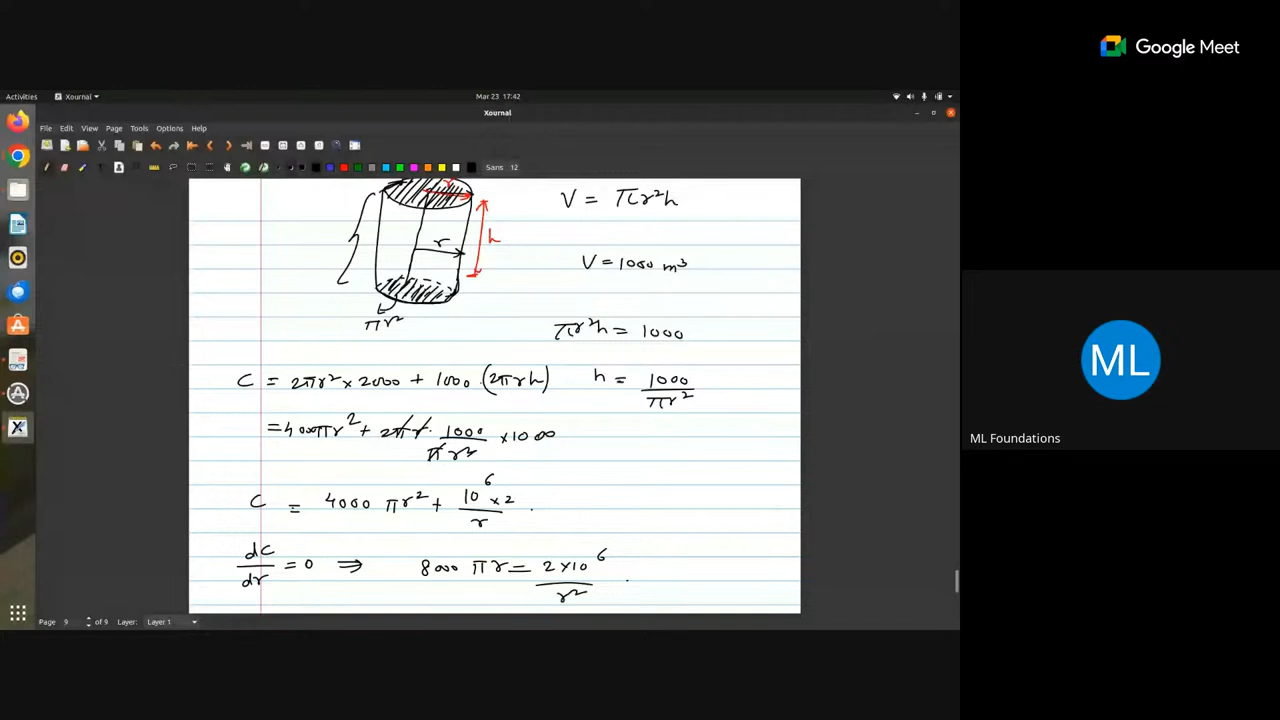 Google Meet
Activities Xournal Mar 23 17:42
Xournal
File Edit View Page Tools Options Help
Sans 12
r
V = πr²h
h
r
V = 1000 m³
πr²
πr²h = 1000
C = 2πr² × 2000 + 1000 . (2πrh) h = 1000 / πr²
= 4000πr² + 2πr . 1000 / πr² × 1000
C = 4000 πr² + 10⁶ × 2 / r .
dC / dr = 0 ⇒ 8000 πr = 2 × 10⁶ / r² .
ML
ML Foundations
Page 9 of 9 Layer: Layer 1